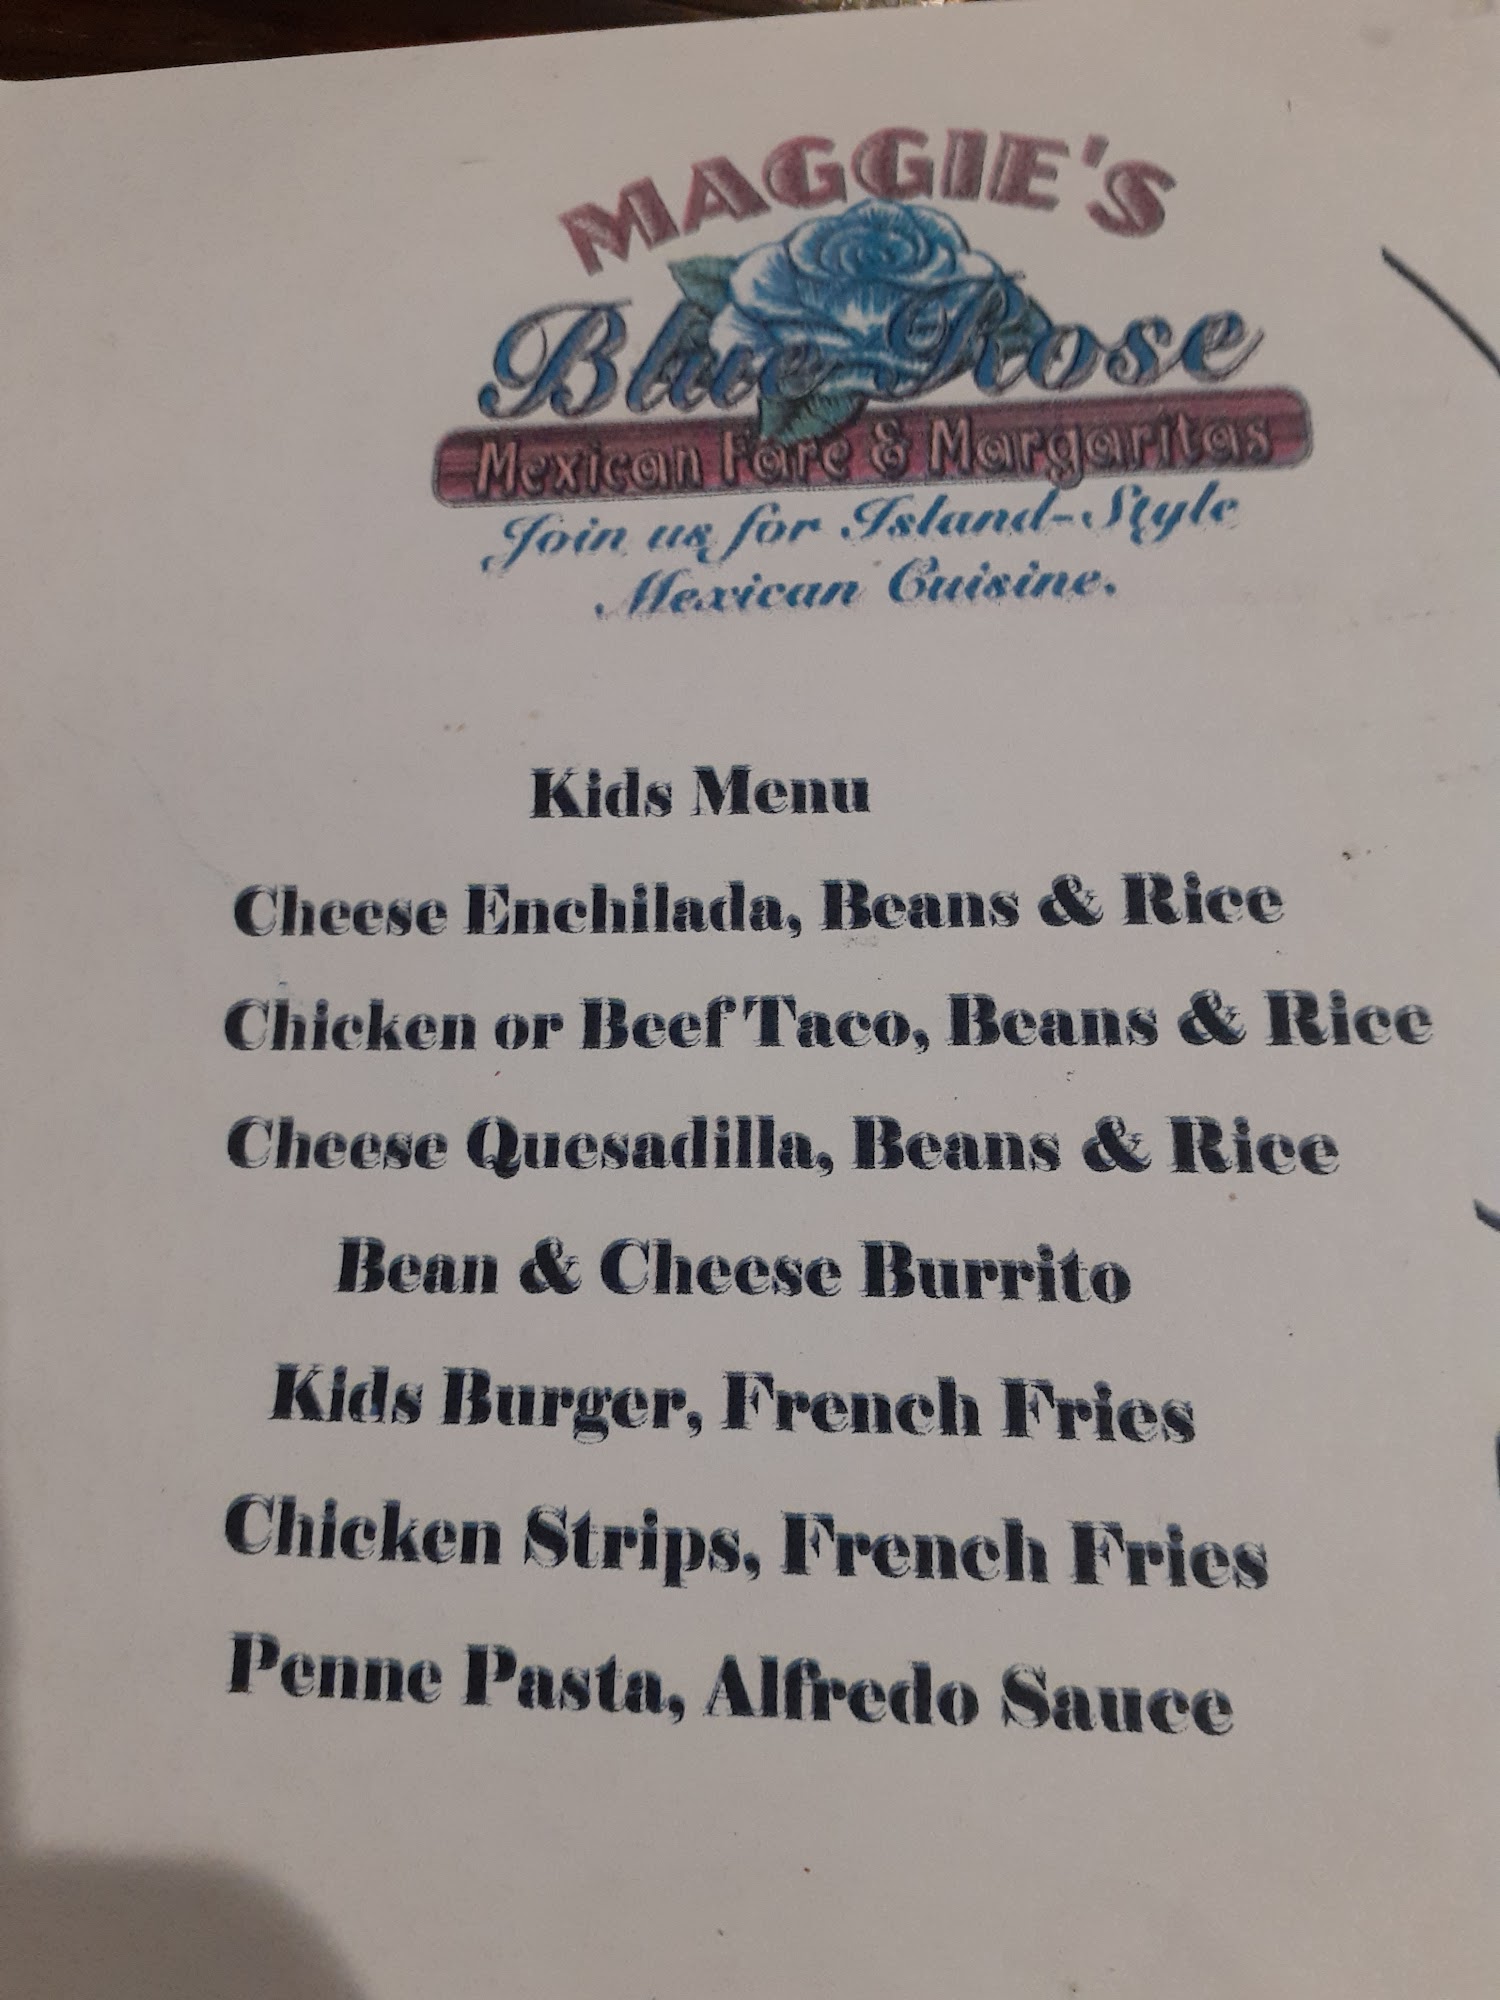 MAGGIE'S
Blue Rose
Mexican Fare & Margaritas
Join us for Island-Style
Mexican Cuisine.
Kids Menu
Cheese Enchilada, Beans & Rice
Chicken or Beef Taco, Beans & Rice
Cheese Quesadilla, Beans & Rice
Bean & Cheese Burrito
Kids Burger, French Fries
Chicken Strips, French Fries
Penne Pasta, Alfredo Sauce